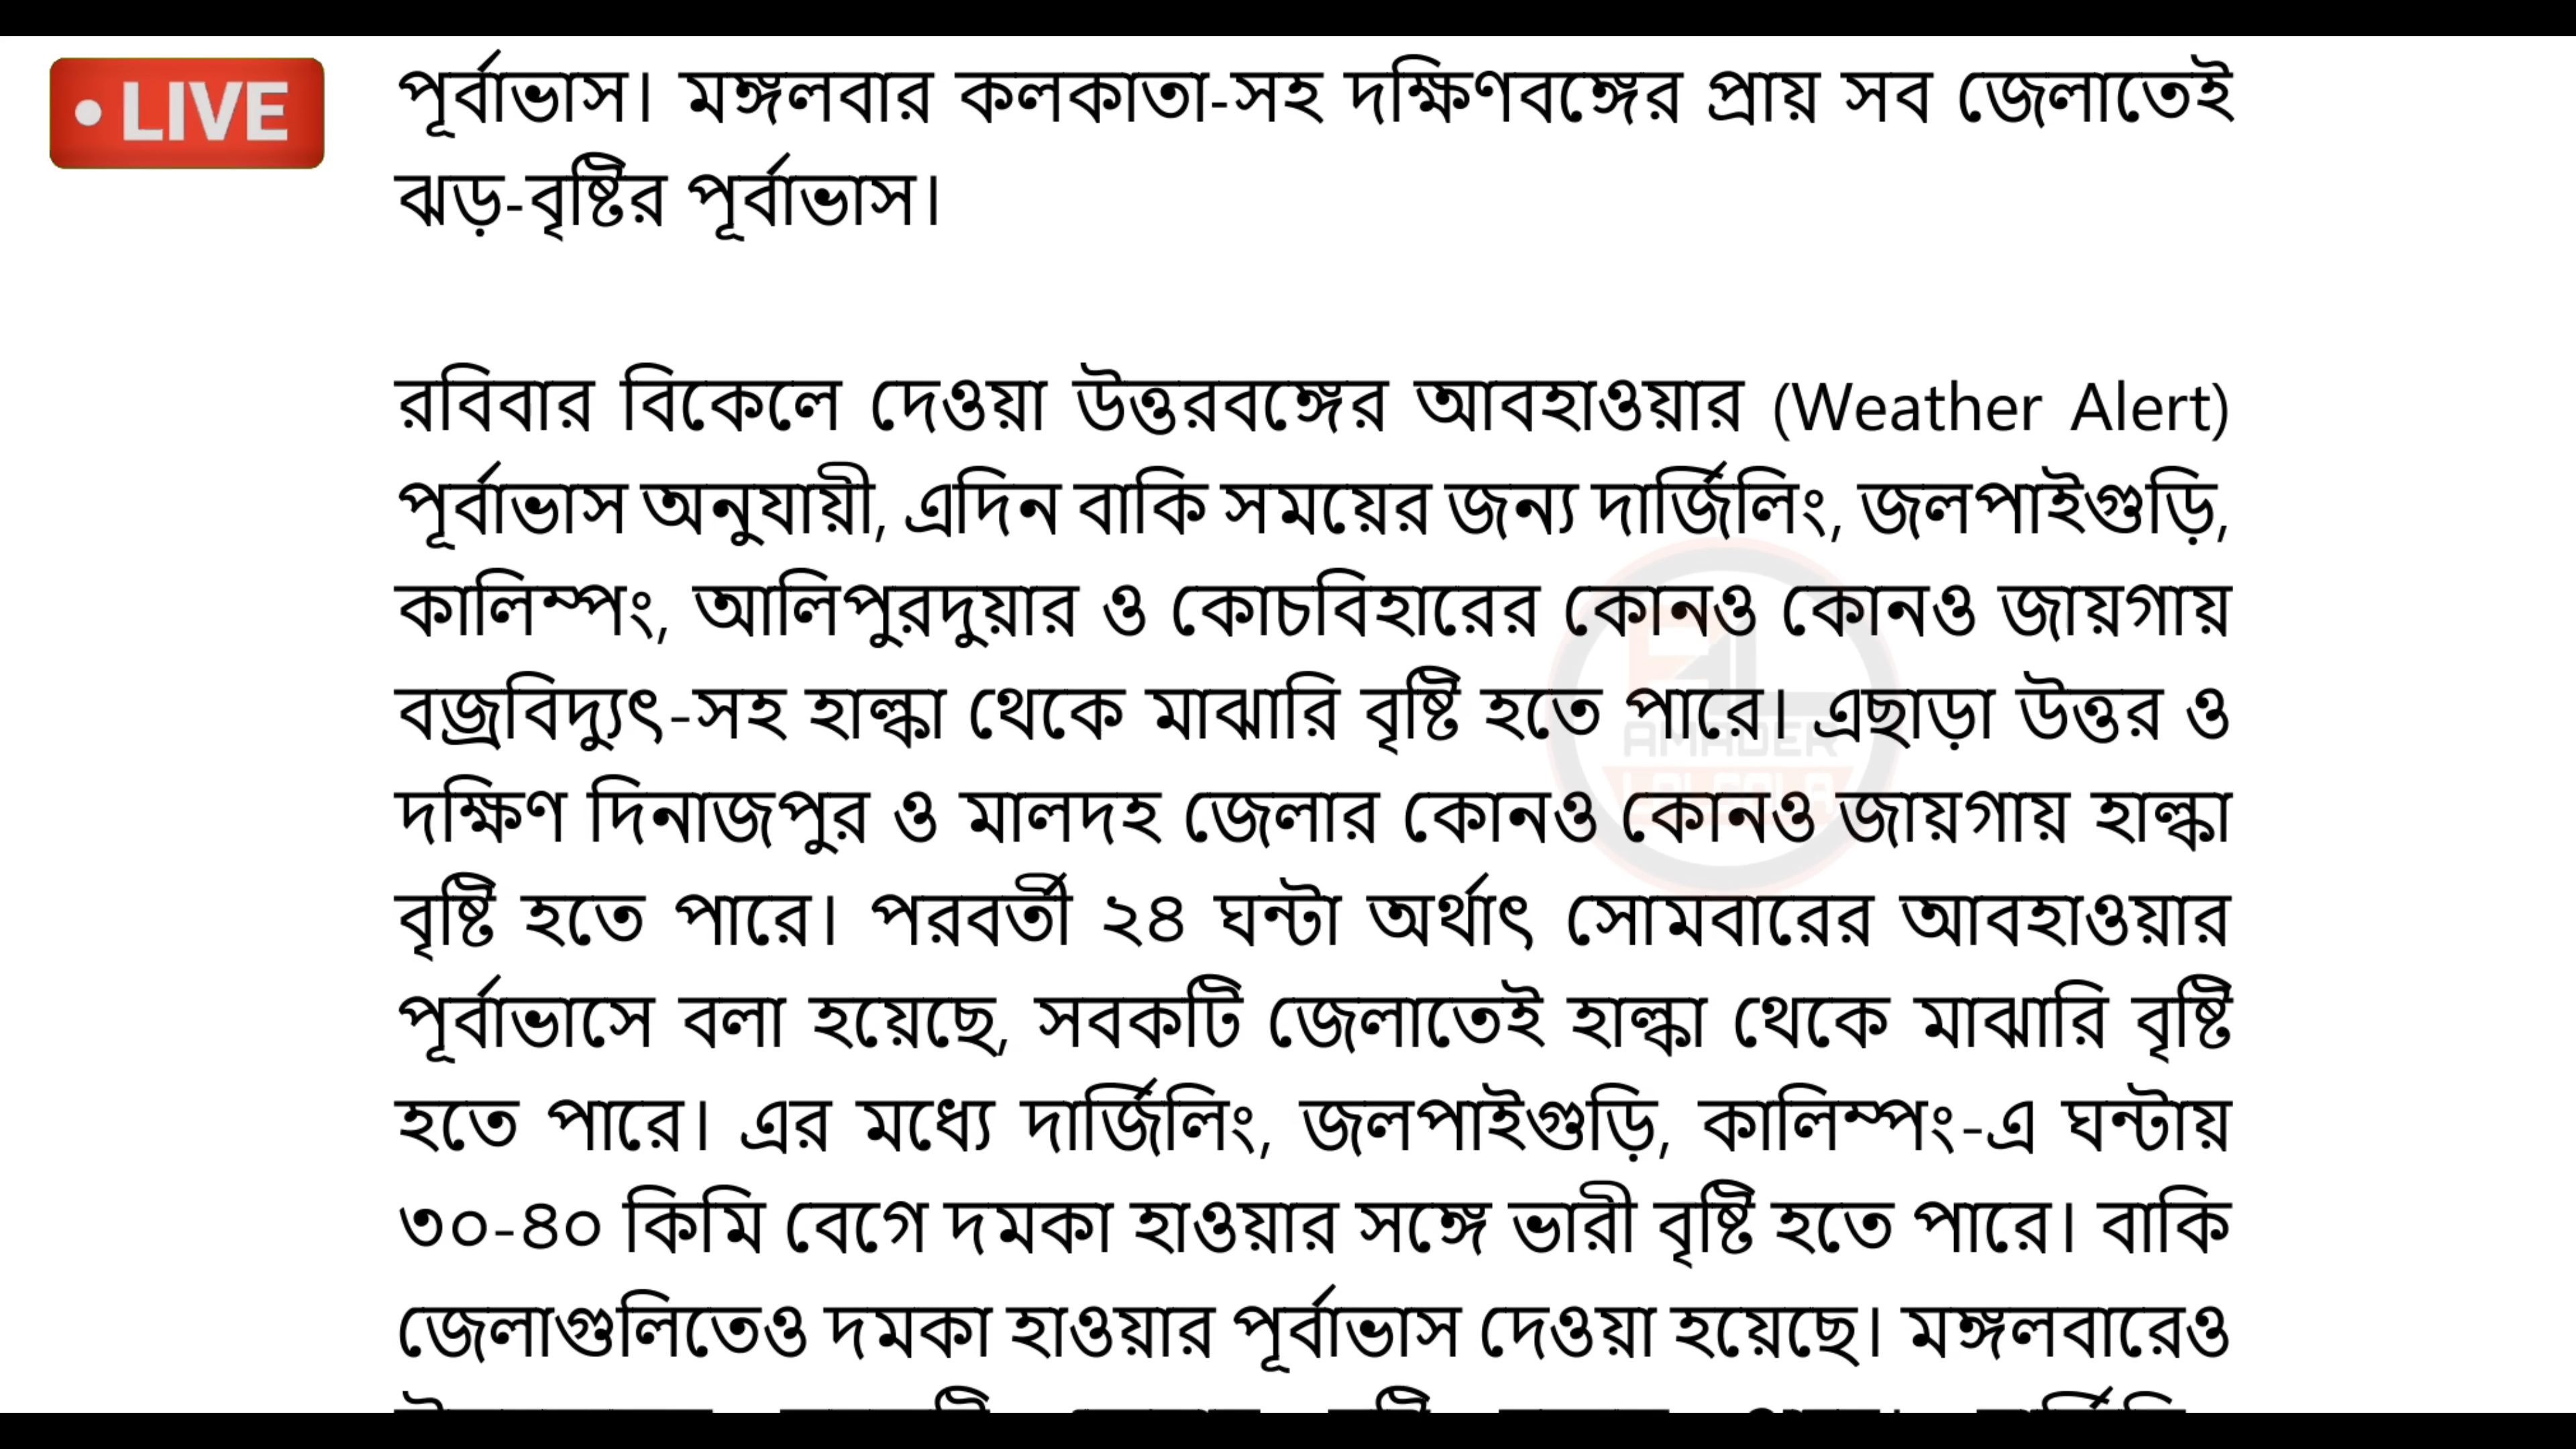 • LIVE
পূর্বাভাস। মঙ্গলবার কলকাতা-সহ দক্ষিণবঙ্গের প্রায় সব জেলাতেই
ঝড়-বৃষ্টির পূর্বাভাস।
রবিবার বিকেলে দেওয়া উত্তরবঙ্গের আবহাওয়ার (Weather Alert)
পূর্বাভাস অনুযায়ী, এদিন বাকি সময়ের জন্য দার্জিলিং, জলপাইগুড়ি,
কালিম্পং, আলিপুরদুয়ার ও কোচবিহারের কোনও কোনও জায়গায়
বজ্রবিদ্যুৎ-সহ হাল্কা থেকে মাঝারি বৃষ্টি হতে পারে। এছাড়া উত্তর ও
দক্ষিণ দিনাজপুর ও মালদহ জেলার কোনও কোনও জায়গায় হাল্কা
বৃষ্টি হতে পারে। পরবর্তী ২৪ ঘন্টা অর্থাৎ সোমবারের আবহাওয়ার
পূর্বাভাসে বলা হয়েছে, সবকটি জেলাতেই হাল্কা থেকে মাঝারি বৃষ্টি
হতে পারে। এর মধ্যে দার্জিলিং, জলপাইগুড়ি, কালিম্পং-এ ঘন্টায়
৩০-৪০ কিমি বেগে দমকা হাওয়ার সঙ্গে ভারী বৃষ্টি হতে পারে। বাকি
জেলাগুলিতেও দমকা হাওয়ার পূর্বাভাস দেওয়া হয়েছে। মঙ্গলবারেও
AMADER
LALGOLA